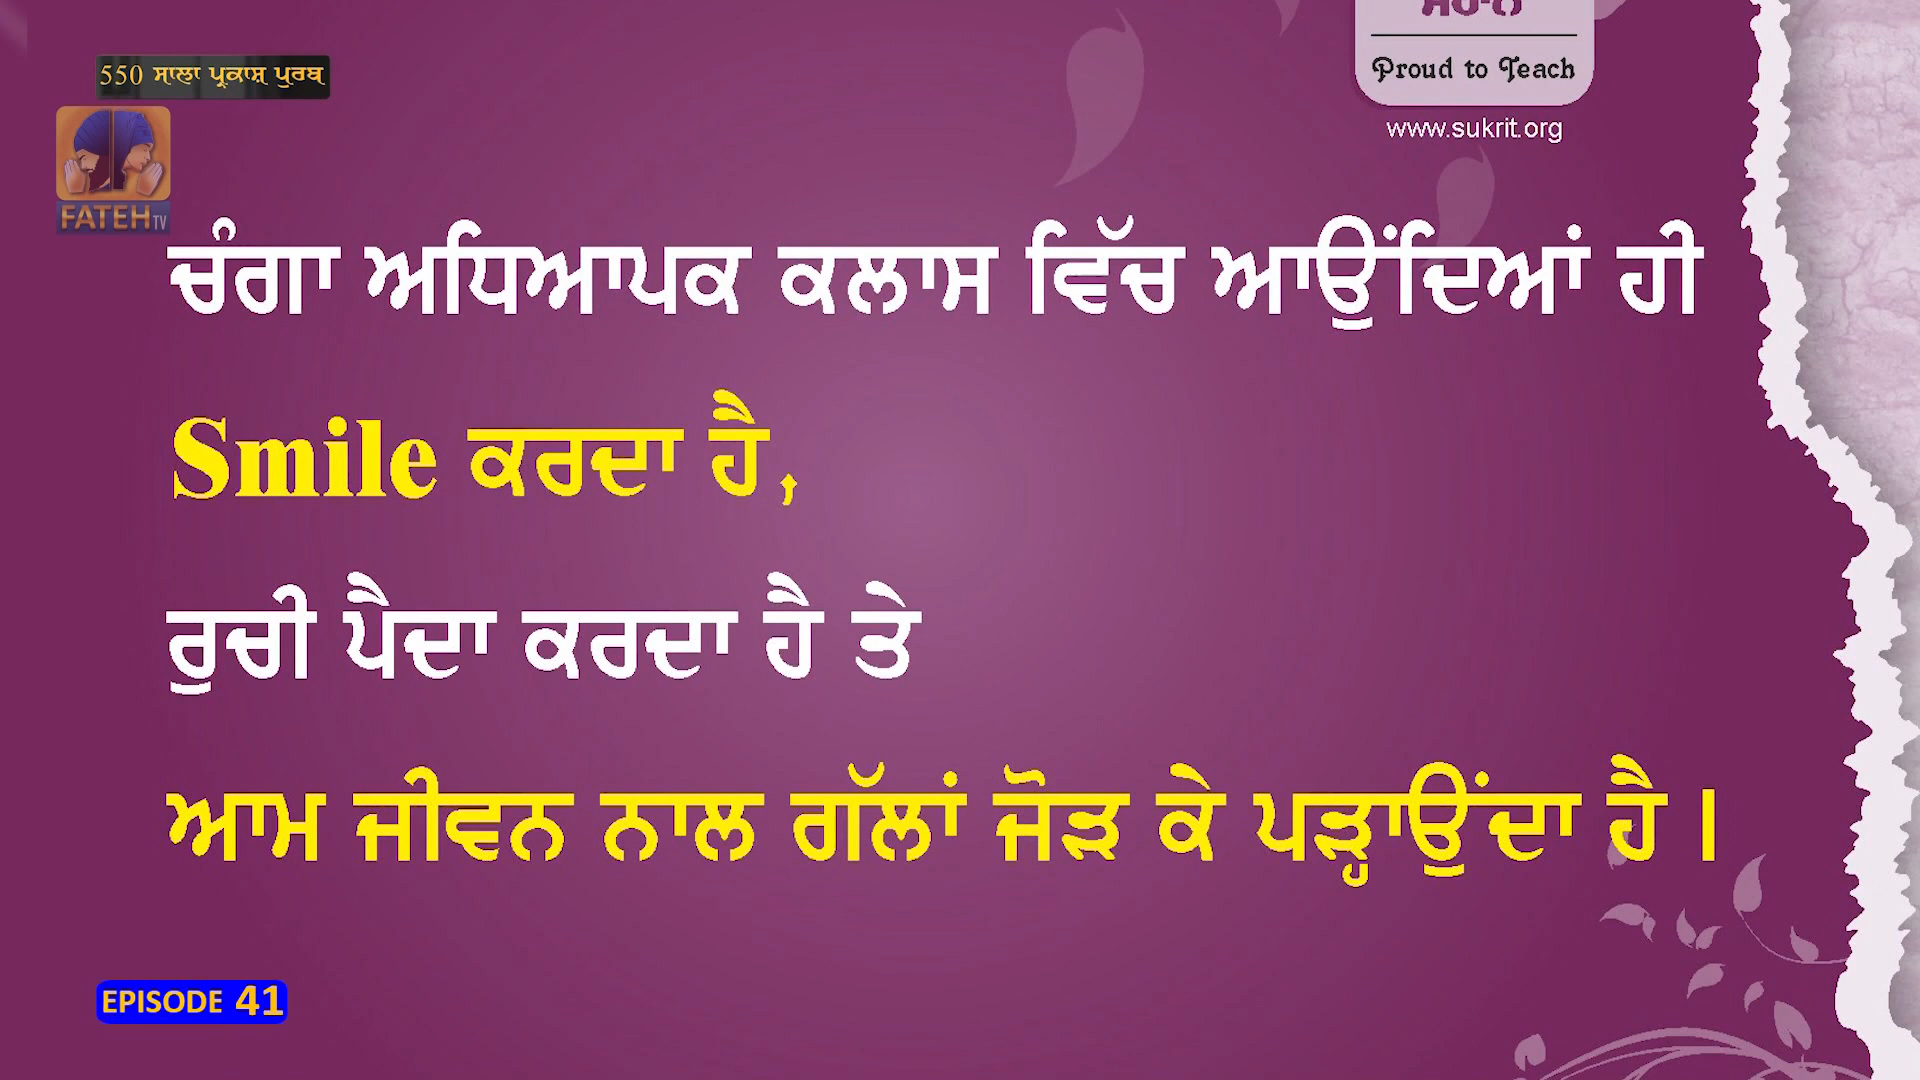 550 ਸਾਲਾ ਪ੍ਰਕਾਸ਼ ਪੁਰਬ
FATEH TV
Proud to Teach
www.sukrit.org
ਚੰਗਾ ਅਧਿਆਪਕ ਕਲਾਸ ਵਿੱਚ ਆਉਂਦਿਆਂ ਹੀ
Smile ਕਰਦਾ ਹੈ,
ਰੁਚੀ ਪੈਦਾ ਕਰਦਾ ਹੈ ਤੇ
ਆਮ ਜੀਵਨ ਨਾਲ ਗੱਲਾਂ ਜੋੜ ਕੇ ਪੜ੍ਹਾਉਂਦਾ ਹੈ।
EPISODE 41